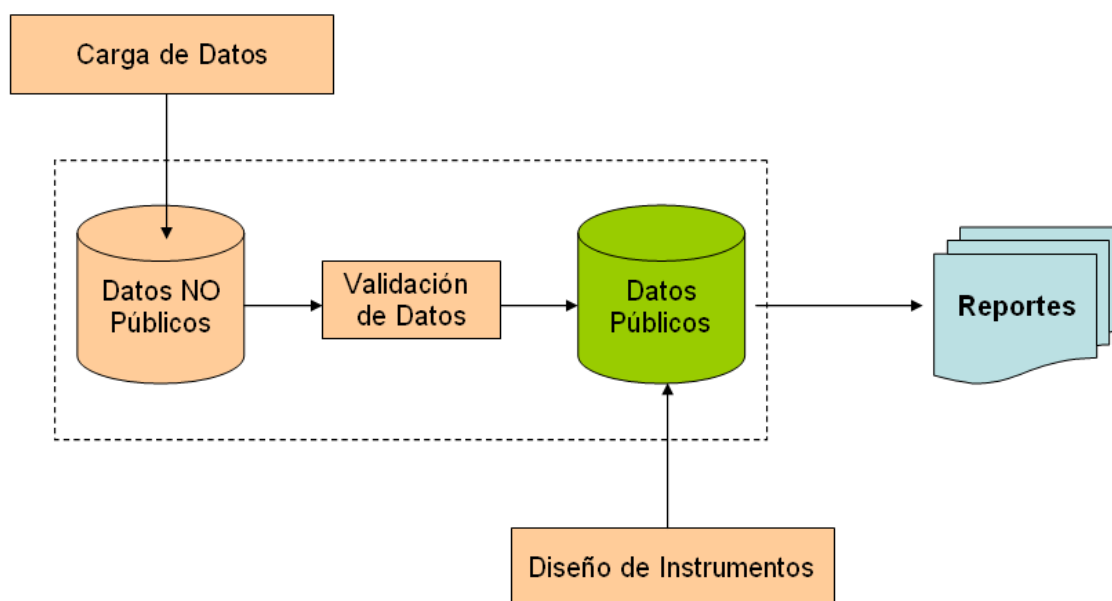 Carga de Datos
Datos NO
Públicos
Validación
de Datos
Datos
Públicos
Reportes
Diseño de Instrumentos